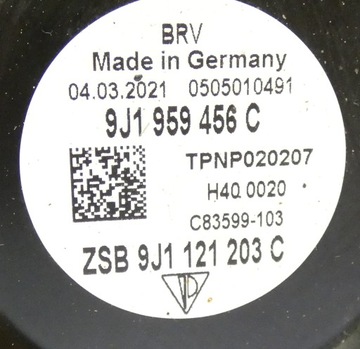 BRV
Made in Germany
04.03.2021 0505010491
9J1 959 456 C
TPNP020207
H40 0020
C83599-103
ZSB 9J1 121 203 C